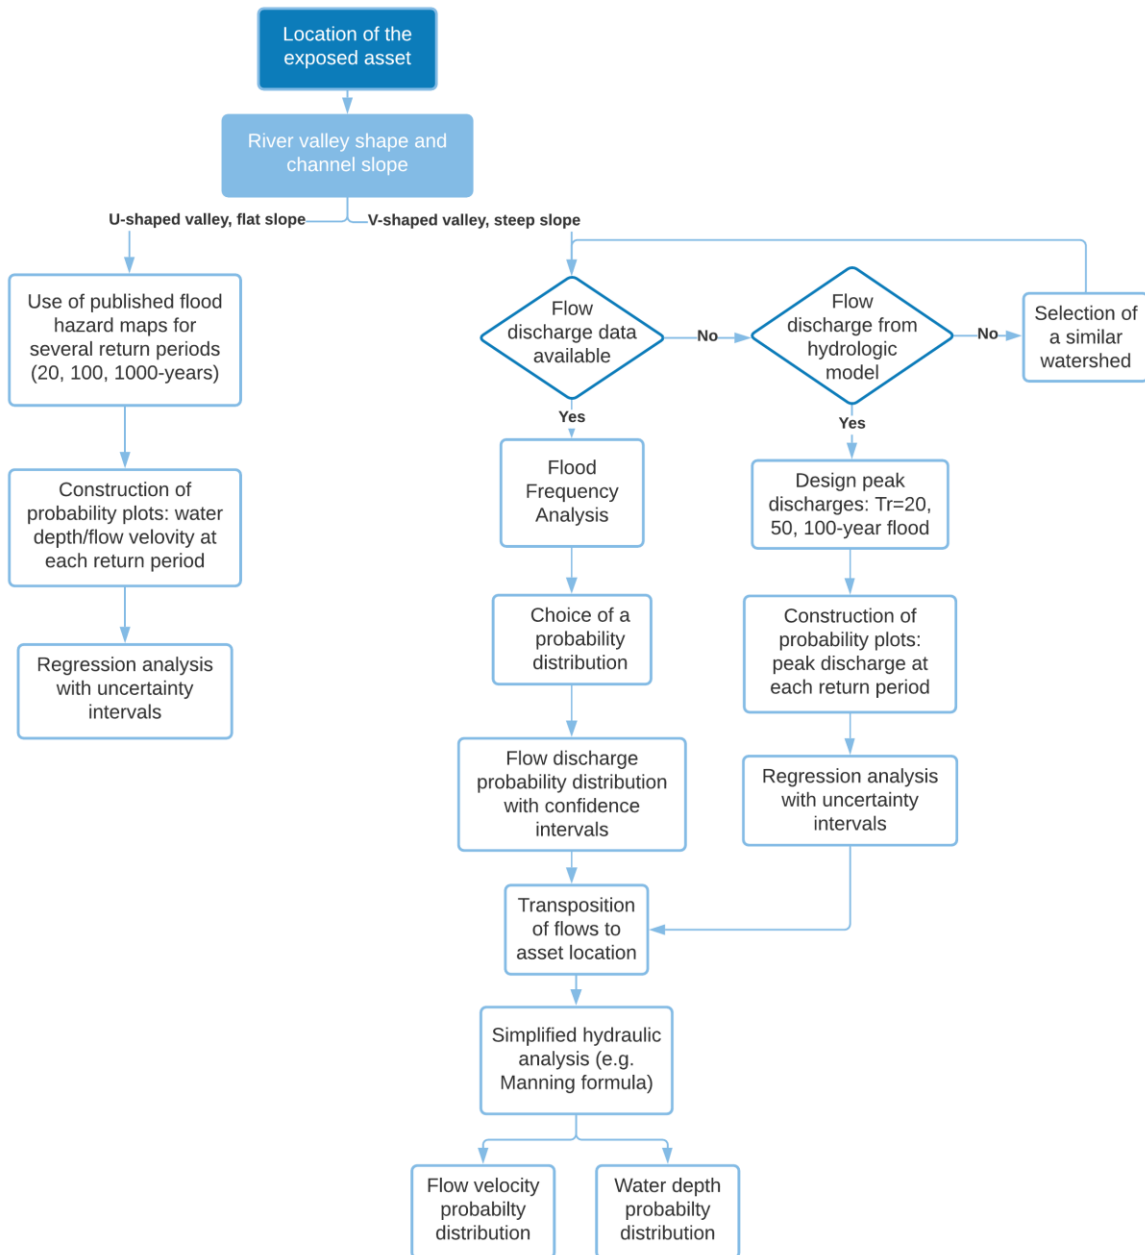 Location of the
exposed asset
River valley shape and
channel slope
U-shaped valley, flat slope
V-shaped valley, steep slope
Use of published flood
hazard maps for
several return periods
(20, 100, 1000-years)
Construction of
probability plots: water
depth/flow velovity at
each return period
Regression analysis
with uncertainty
intervals
Flow
discharge data
available
No
Flow
discharge from
hydrologic
model
No
Selection of
a similar
watershed
Yes
Flood
Frequency
Analysis
Choice of a
probability
distribution
Flow discharge
probability distribution
with confidence
intervals
Yes
Design peak
discharges: Tr=20,
50, 100-year flood
Construction of
probability plots:
peak discharge at
each return period
Regression analysis
with uncertainty
intervals
Transposition
of flows to
asset location
Simplified hydraulic
analysis (e.g.
Manning formula)
Flow velocity
probabilty
distribution
Water depth
probabilty
distribution